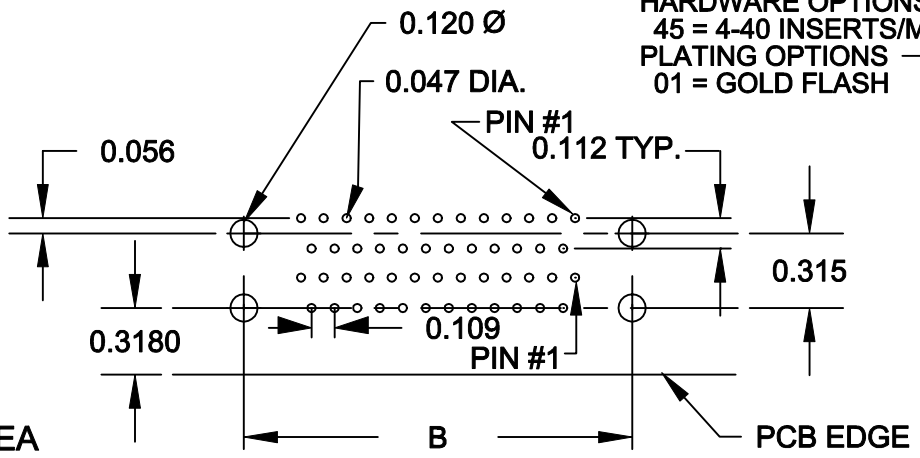 HARDWARE OPTIONS
45 = 4-40 INSERTS/M
PLATING OPTIONS
01 = GOLD FLASH
0.120 Ø
0.047 DIA.
PIN #1
0.112 TYP.
0.056
0.315
0.3180
0.109
PIN #1
EA
B
PCB EDGE